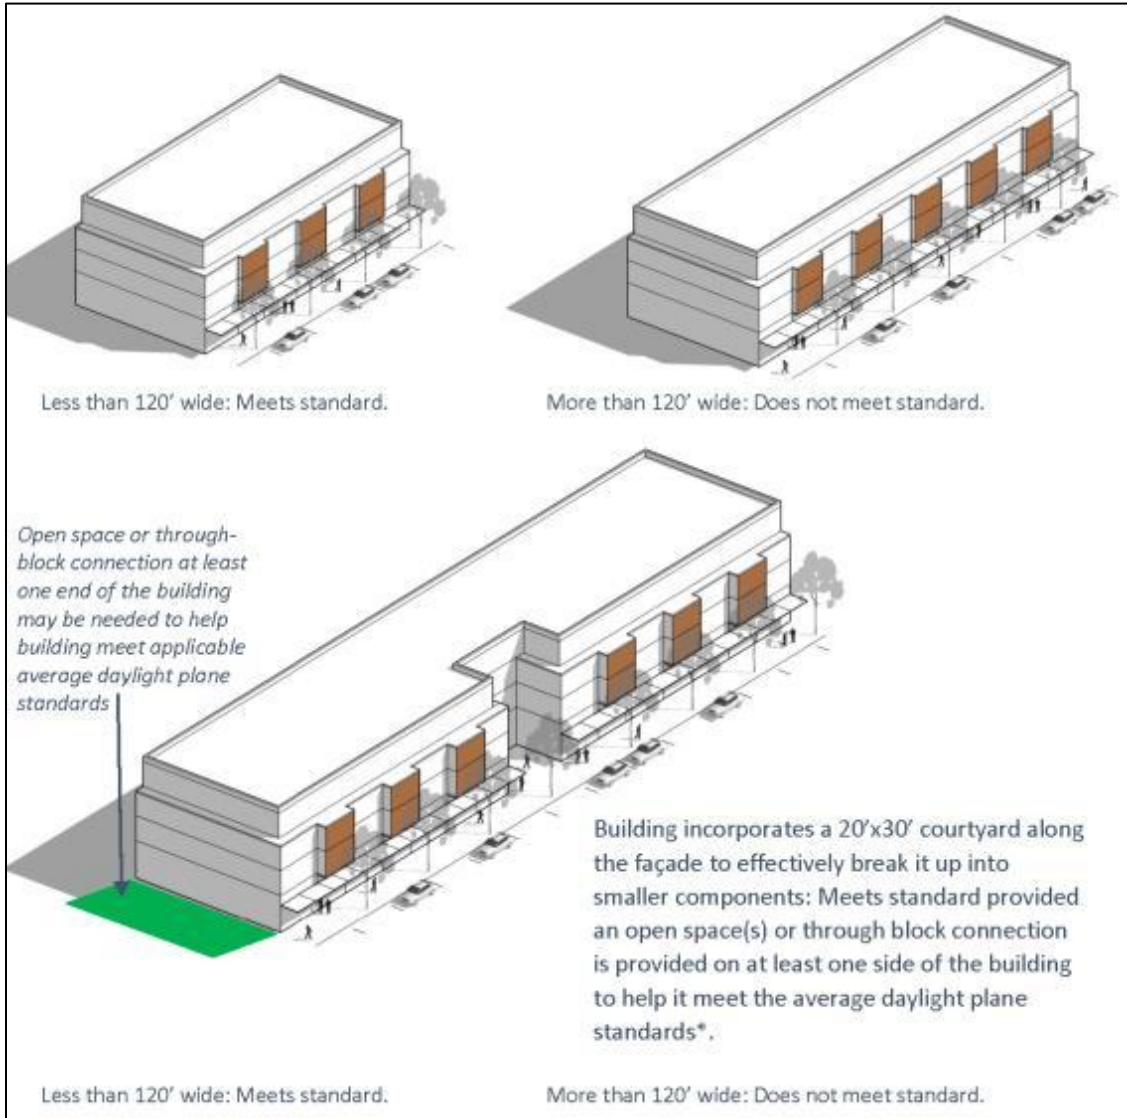 Less than 120’ wide: Meets standard.
More than 120’ wide: Does not meet standard.
Open space or through-
block connection at least
one end of the building
may be needed to help
building meet applicable
average daylight plane
standards
Building incorporates a 20’x30’ courtyard along
the façade to effectively break it up into
smaller components: Meets standard provided
an open space(s) or through block connection
is provided on at least one side of the building
to help it meet the average daylight plane
standards*.
Less than 120’ wide: Meets standard.
More than 120’ wide: Does not meet standard.